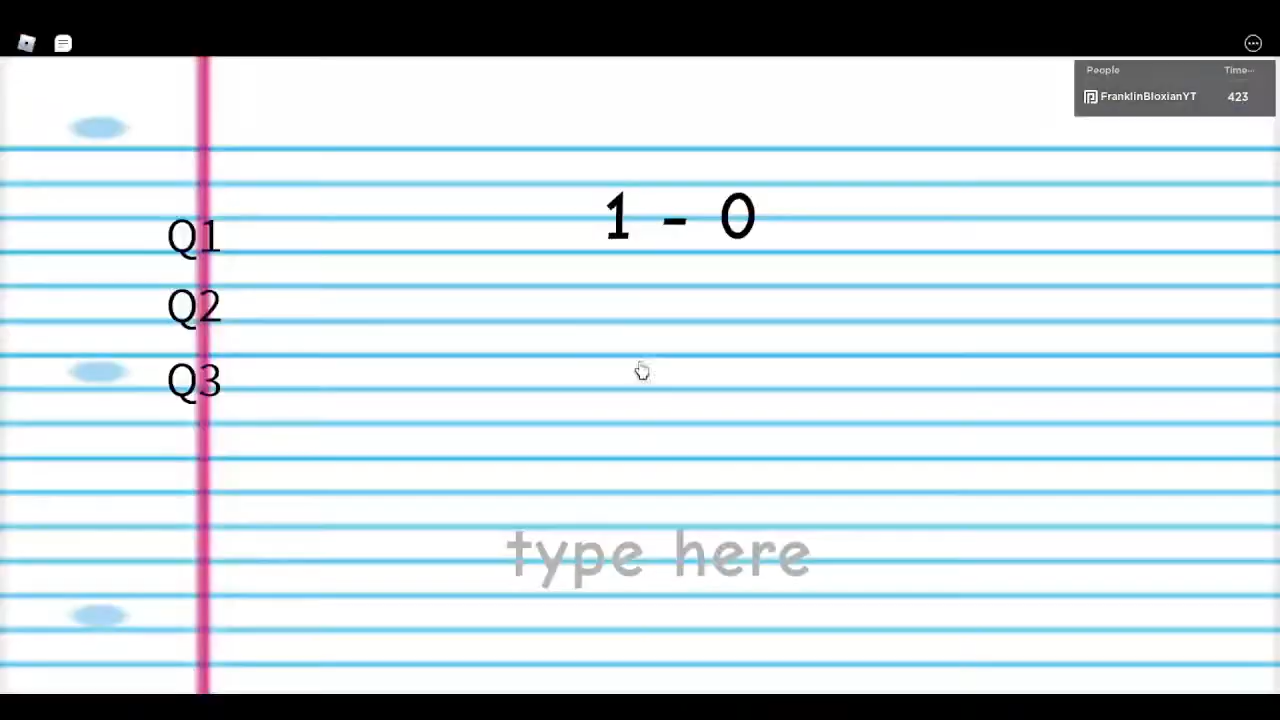 People Time...
FranklinBloxianYT 423
1 - 0
Q1
Q2
Q3
type here